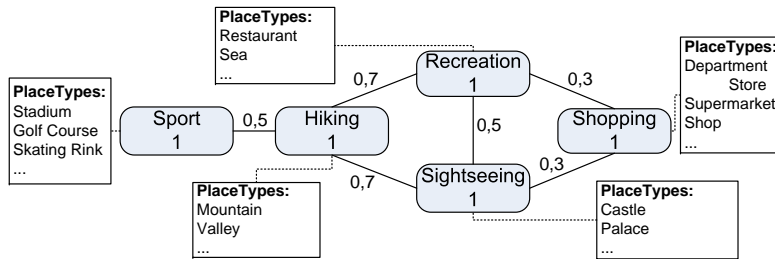 PlaceTypes:
Restaurant
Sea
...
PlaceTypes:
Department
Store
Supermarket
Shop
...
Recreation
1
0,7
0,3
PlaceTypes:
Stadium
Golf Course
Skating Rink
...
Sport
1
0,5
Hiking
1
0,5
Shopping
1
0,7
0,3
Sightseeing
1
PlaceTypes:
Mountain
Valley
...
PlaceTypes:
Castle
Palace
...